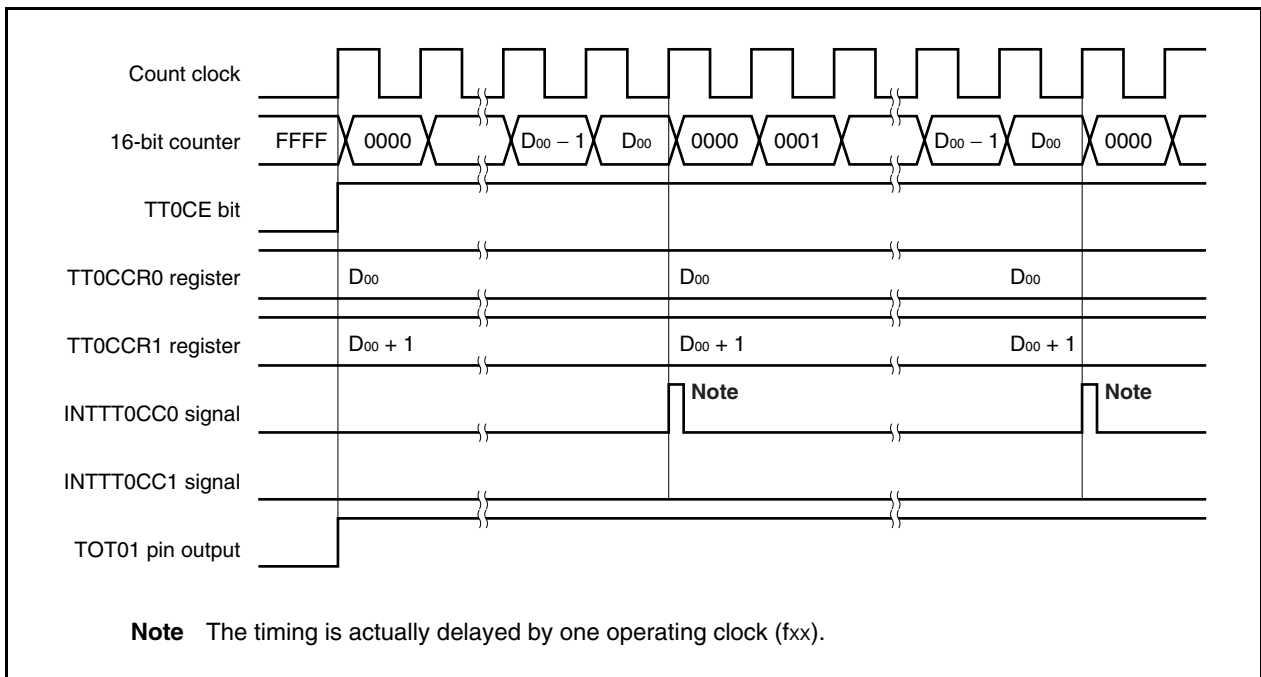 Count clock
16-bit counter FFFF 0000 D00 − 1 D00 0000 0001 D00 − 1 D00 0000
TT0CE bit
TT0CCR0 register D00 D00 D00
TT0CCR1 register D00 + 1 D00 + 1 D00 + 1
INTTT0CC0 signal Note Note
INTTT0CC1 signal
TOT01 pin output
Note The timing is actually delayed by one operating clock (fxx).